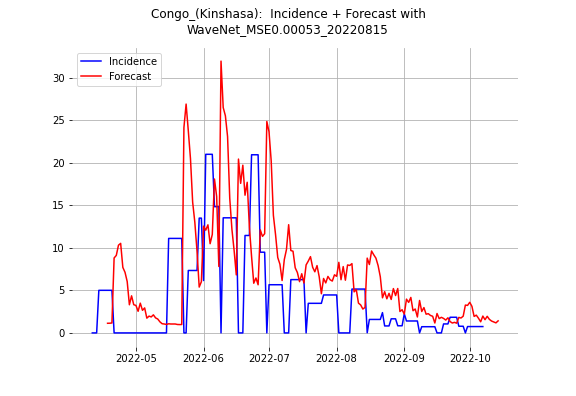 Congo_(Kinshasa):  Incidence + Forecast with
WaveNet_MSE0.00053_20220815
Incidence
Forecast
30
25
20
15
10
5
0
2022-05 2022-06 2022-07 2022-08 2022-09 2022-10